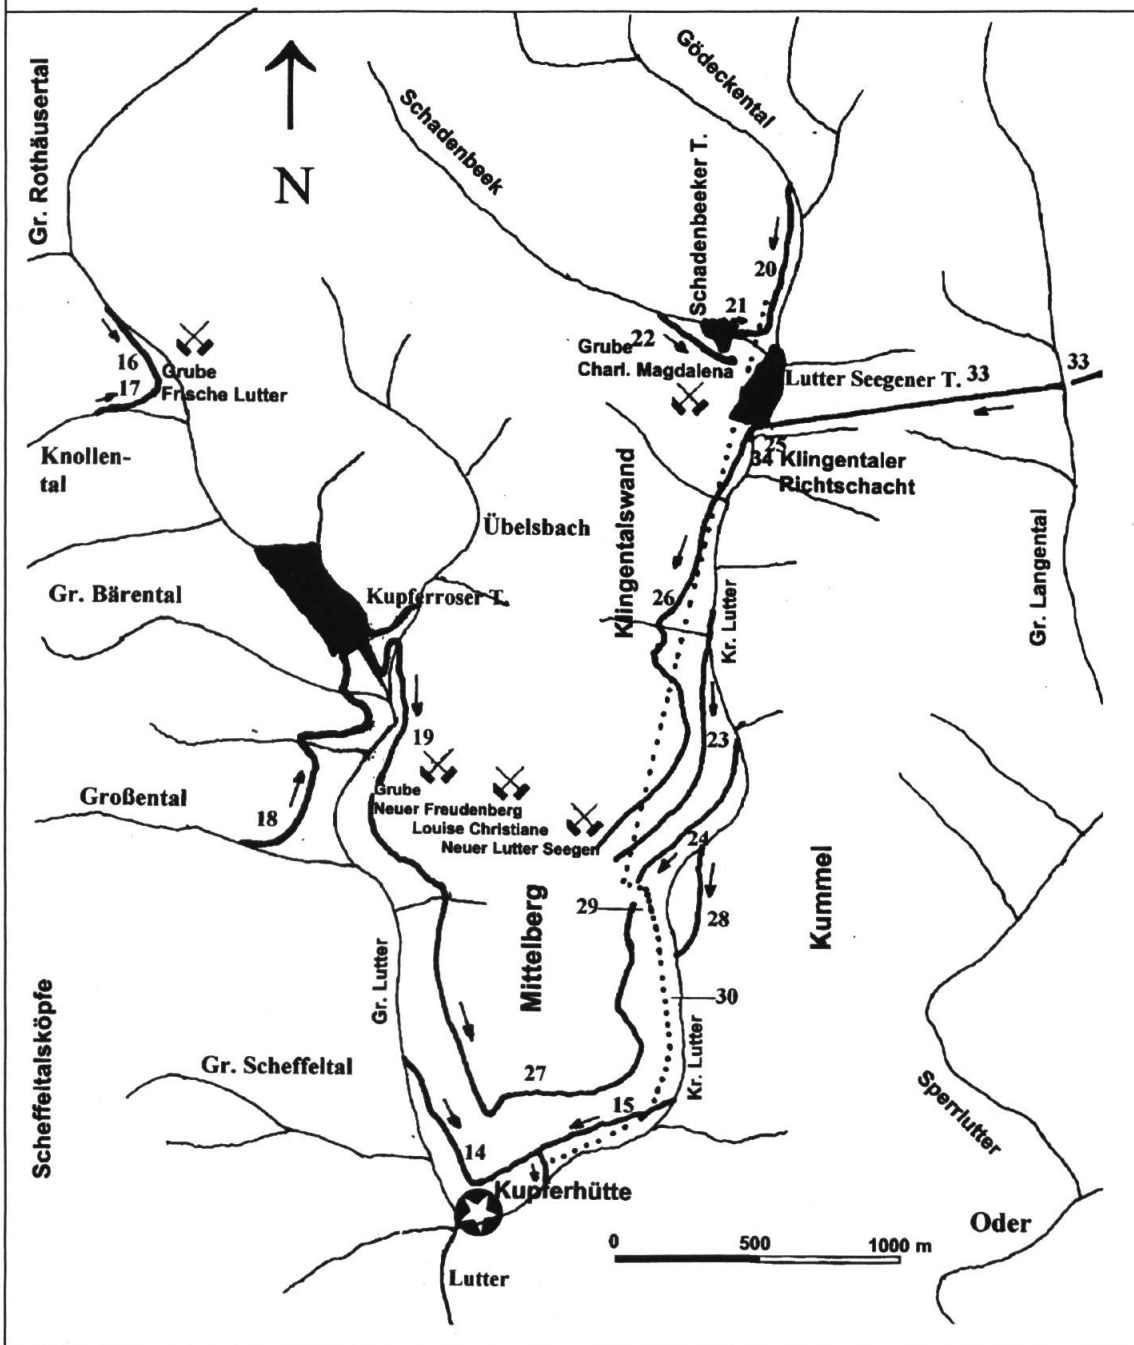 Gödeckental
Gr. Rothäusertal
Schadenbeek
Schadenbeeker T.
N
20
21
22
Grube
Charl. Magdalena
16
17
Grube
Frische Lutter
Lutter Seegener T.
33
33
Knollen-
tal
25
34 Klingentaler
Richtschacht
Klingentalswand
Übelsbach
Gr. Langental
Gr. Bärental
Kupferroser T.
26
Kr. Lutter
19
23
Grube
Neuer Freudenberg
Louise Christiane
Neuer Lutter Seegen
Großental
18
24
Kummel
29
28
Mittelberg
Gr. Lutter
30
Scheffeltalsköpfe
Gr. Scheffeltal
27
Kr. Lutter
15
Sperrlutter
14
Kupferhütte
Oder
0 500 1000 m
Lutter